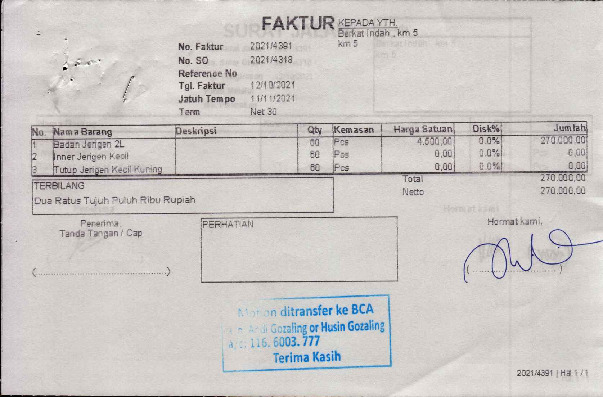 FAKTUR
KEPADA YTH.
Berkat Indah , km 5
km 5
No. Faktur 2021/4391
No. SO 2021/4318
Reference No
Tgl. Faktur 12/10/2021
Jatuh Tempo 11/11/2021
Term Net 30
No. Nama Barang Deskripsi Qty Kemasan Harga Satuan Disk% Jumlah
1 Badan Jerigen 2L 60 Pcs 4.500,00 0.0% 270.000,00
2 Inner Jerigen Kecil 60 Pcs 0,00 0.0% 0,00
3 Tutup Jerigen Kecil Kuning 60 Pcs 0,00 0.0% 0,00
Total 270.000,00
Netto 270.000,00
TERBILANG
Dua Ratus Tujuh Puluh Ribu Rupiah
Penerima,
Tanda Tangan / Cap
(....................)
PERHATIAN
Hormat kami,
Mohon ditransfer ke BCA
Andi Gozaling or Husin Gozaling
a/c: 116. 6003. 777
Terima Kasih
2021/4391 | Hal 1 / 1